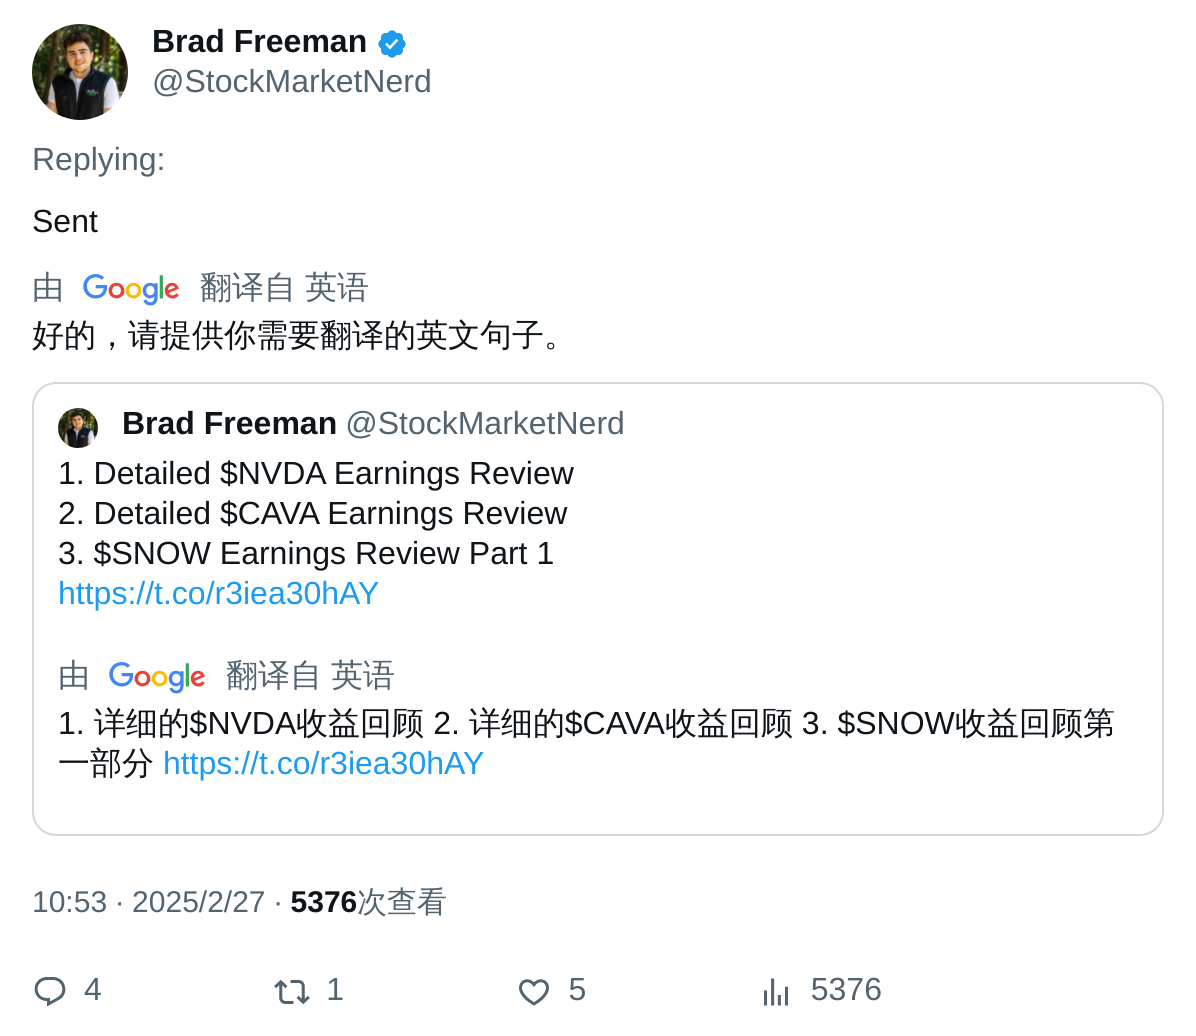 Brad Freeman
@StockMarketNerd
Replying:
Sent
由 Google 翻译自 英语
好的，请提供你需要翻译的英文句子。
Brad Freeman @StockMarketNerd
1. Detailed $NVDA Earnings Review
2. Detailed $CAVA Earnings Review
3. $SNOW Earnings Review Part 1
https://t.co/r3iea30hAY
由 Google 翻译自 英语
1. 详细的$NVDA收益回顾 2. 详细的$CAVA收益回顾 3. $SNOW收益回顾第
一部分 https://t.co/r3iea30hAY
10:53 · 2025/2/27 · 5376次查看
4 1 5 5376